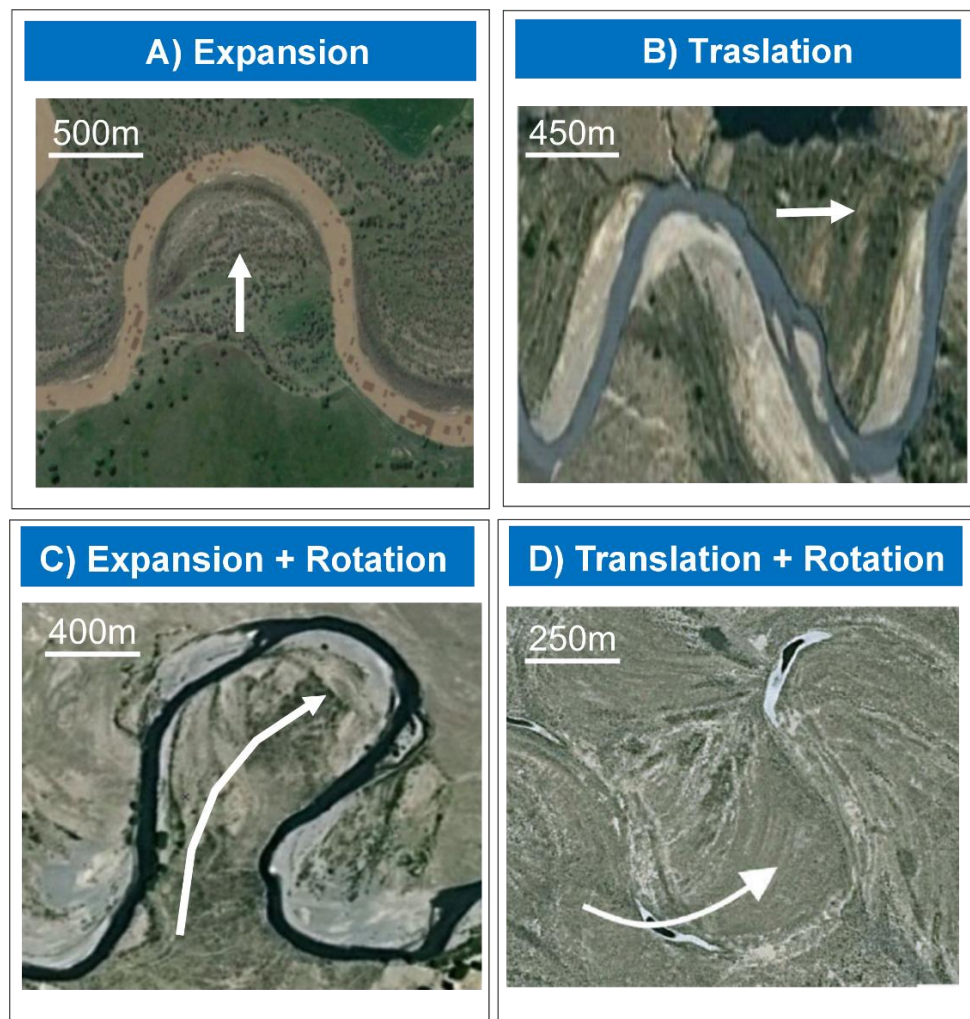 A) Expansion
500m
B) Traslation
450m
C) Expansion + Rotation
400m
D) Translation + Rotation
250m